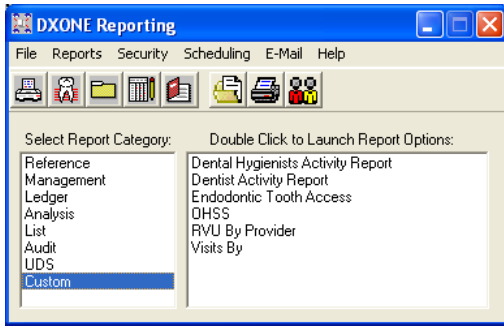 DXONE Reporting
File Reports Security Scheduling E-Mail Help
Select Report Category:
Reference
Management
Ledger
Analysis
List
Audit
UDS
Custom
Double Click to Launch Report Options:
Dental Hygienists Activity Report
Dentist Activity Report
Endodontic Tooth Access
OHSS
RVU By Provider
Visits By